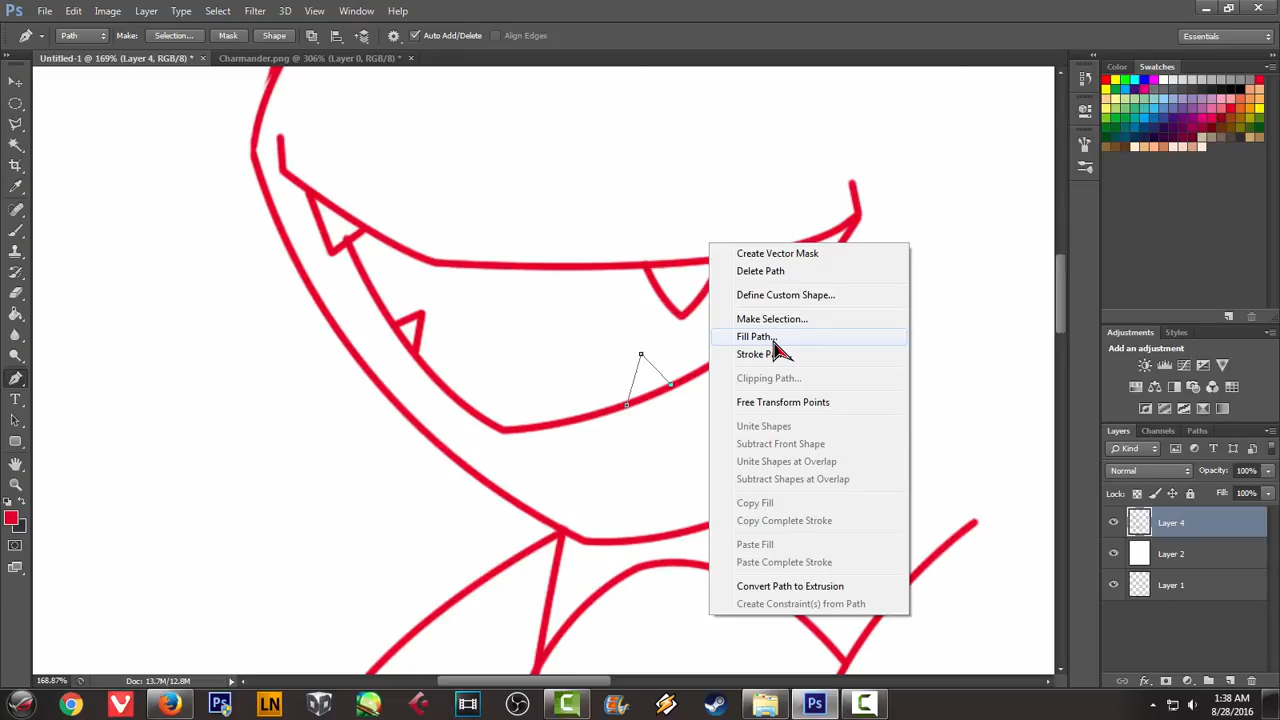 Ps File Edit Image Layer Type Select Filter 3D View Window Help
Path Make: Selection... Mask Shape Auto Add/Delete Align Edges Essentials
Untitled-1 @ 169% (Layer 4, RGB/8) * × Charmander.png @ 306% (Layer 0, RGB/8) * ×
Color Swatches
Create Vector Mask
Delete Path
Define Custom Shape...
Make Selection...
Fill Path...
Clipping Path...
Free Transform Points
Unite Shapes
Subtract Front Shape
Unite Shapes at Overlap
Subtract Shapes at Overlap
Copy Fill
Copy Complete Stroke
Paste Fill
Paste Complete Stroke
Convert Path to Extrusion
Create Constraint(s) from Path
Adjustments Styles
Add an adjustment
Layers Channels Paths
Kind
Normal Opacity: 100%
Lock: Fill: 100%
Layer 4
Layer 2
Layer 1
168.87% Doc: 13.7M/12.8M
LN
Ps
1:38 AM
8/28/2016